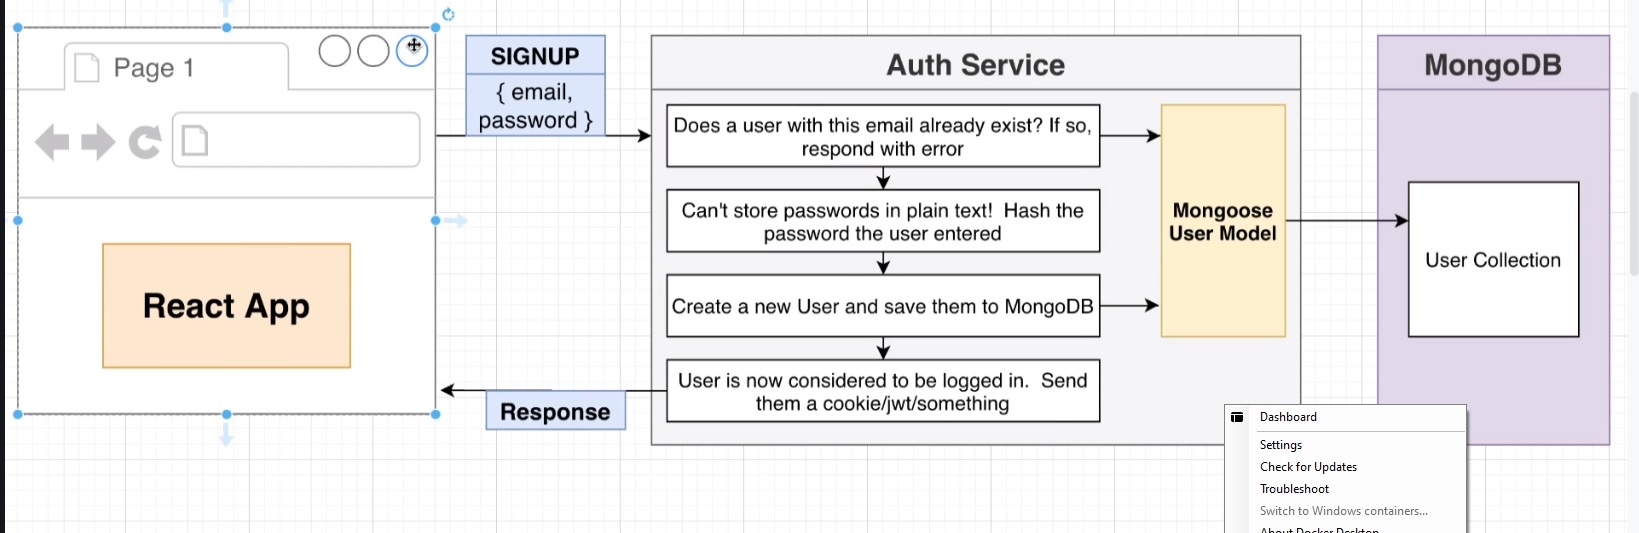 Page 1
React App
SIGNUP
{ email,
password }
Response
Auth Service
Does a user with this email already exist? If so,
respond with error
Can't store passwords in plain text!  Hash the
password the user entered
Create a new User and save them to MongoDB
User is now considered to be logged in.  Send
them a cookie/jwt/something
Mongoose
User Model
MongoDB
User Collection
Dashboard
Settings
Check for Updates
Troubleshoot
Switch to Windows containers...
About Docker Desktop